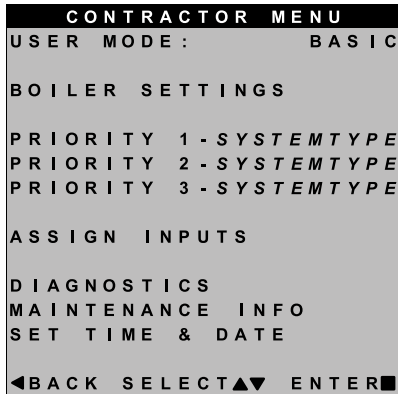 CONTRACTOR MENU
USER MODE: BASIC
BOILER SETTINGS
PRIORITY 1-SYSTEMTYPE
PRIORITY 2-SYSTEMTYPE
PRIORITY 3-SYSTEMTYPE
ASSIGN INPUTS
DIAGNOSTICS
MAINTENANCE INFO
SET TIME & DATE
◀BACK SELECT▲▼ ENTER■